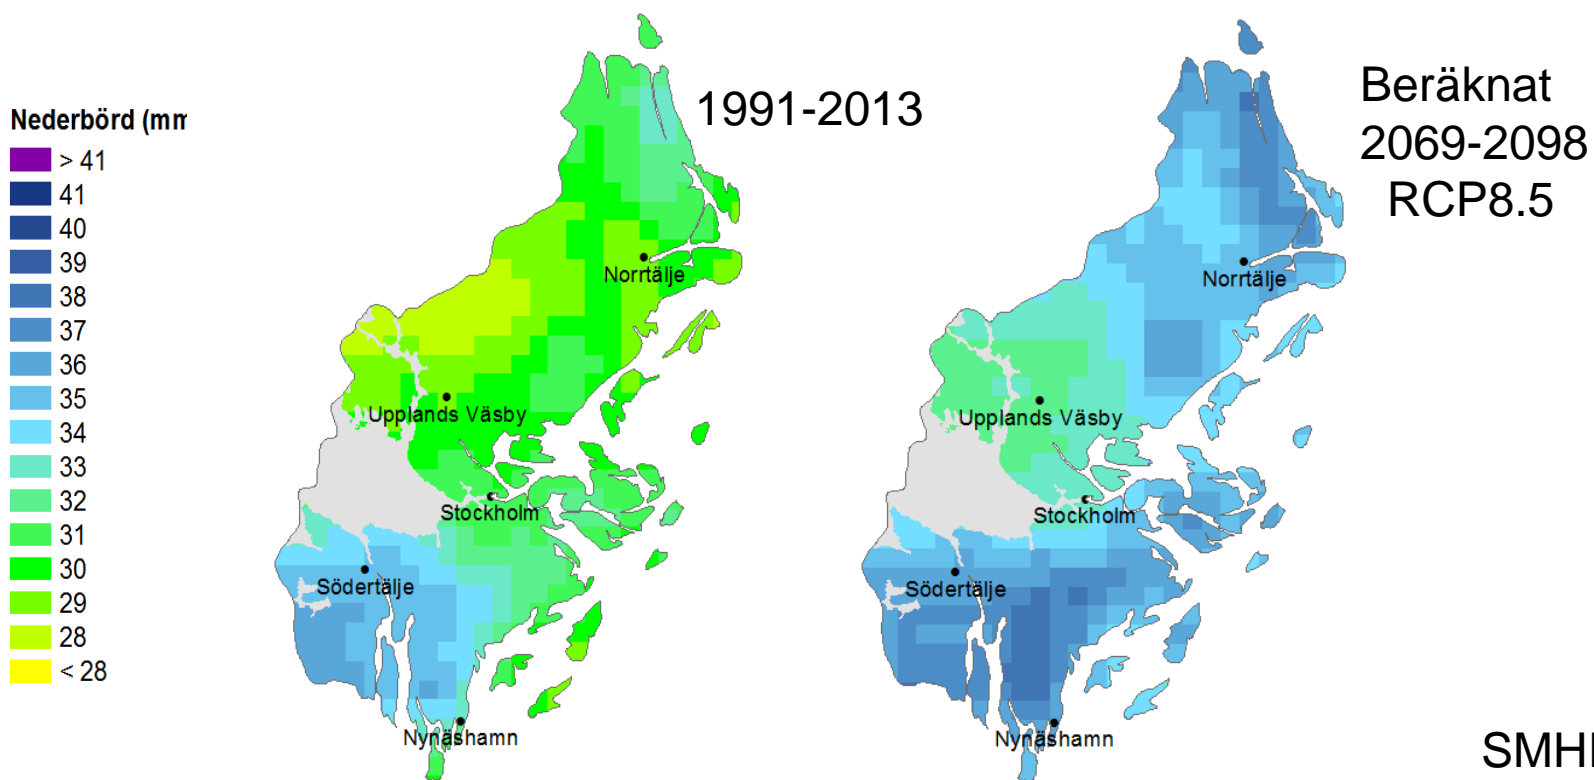 Nederbörd (mm
> 41
41
40
39
38
37
36
35
34
33
32
31
30
29
28
< 28
1991-2013
Norrtälje
Upplands Väsby
Stockholm
Södertälje
Nynäshamn
Beräknat
2069-2098
RCP8.5
Norrtälje
Upplands Väsby
Stockholm
Södertälje
Nynäshamn
SMHI